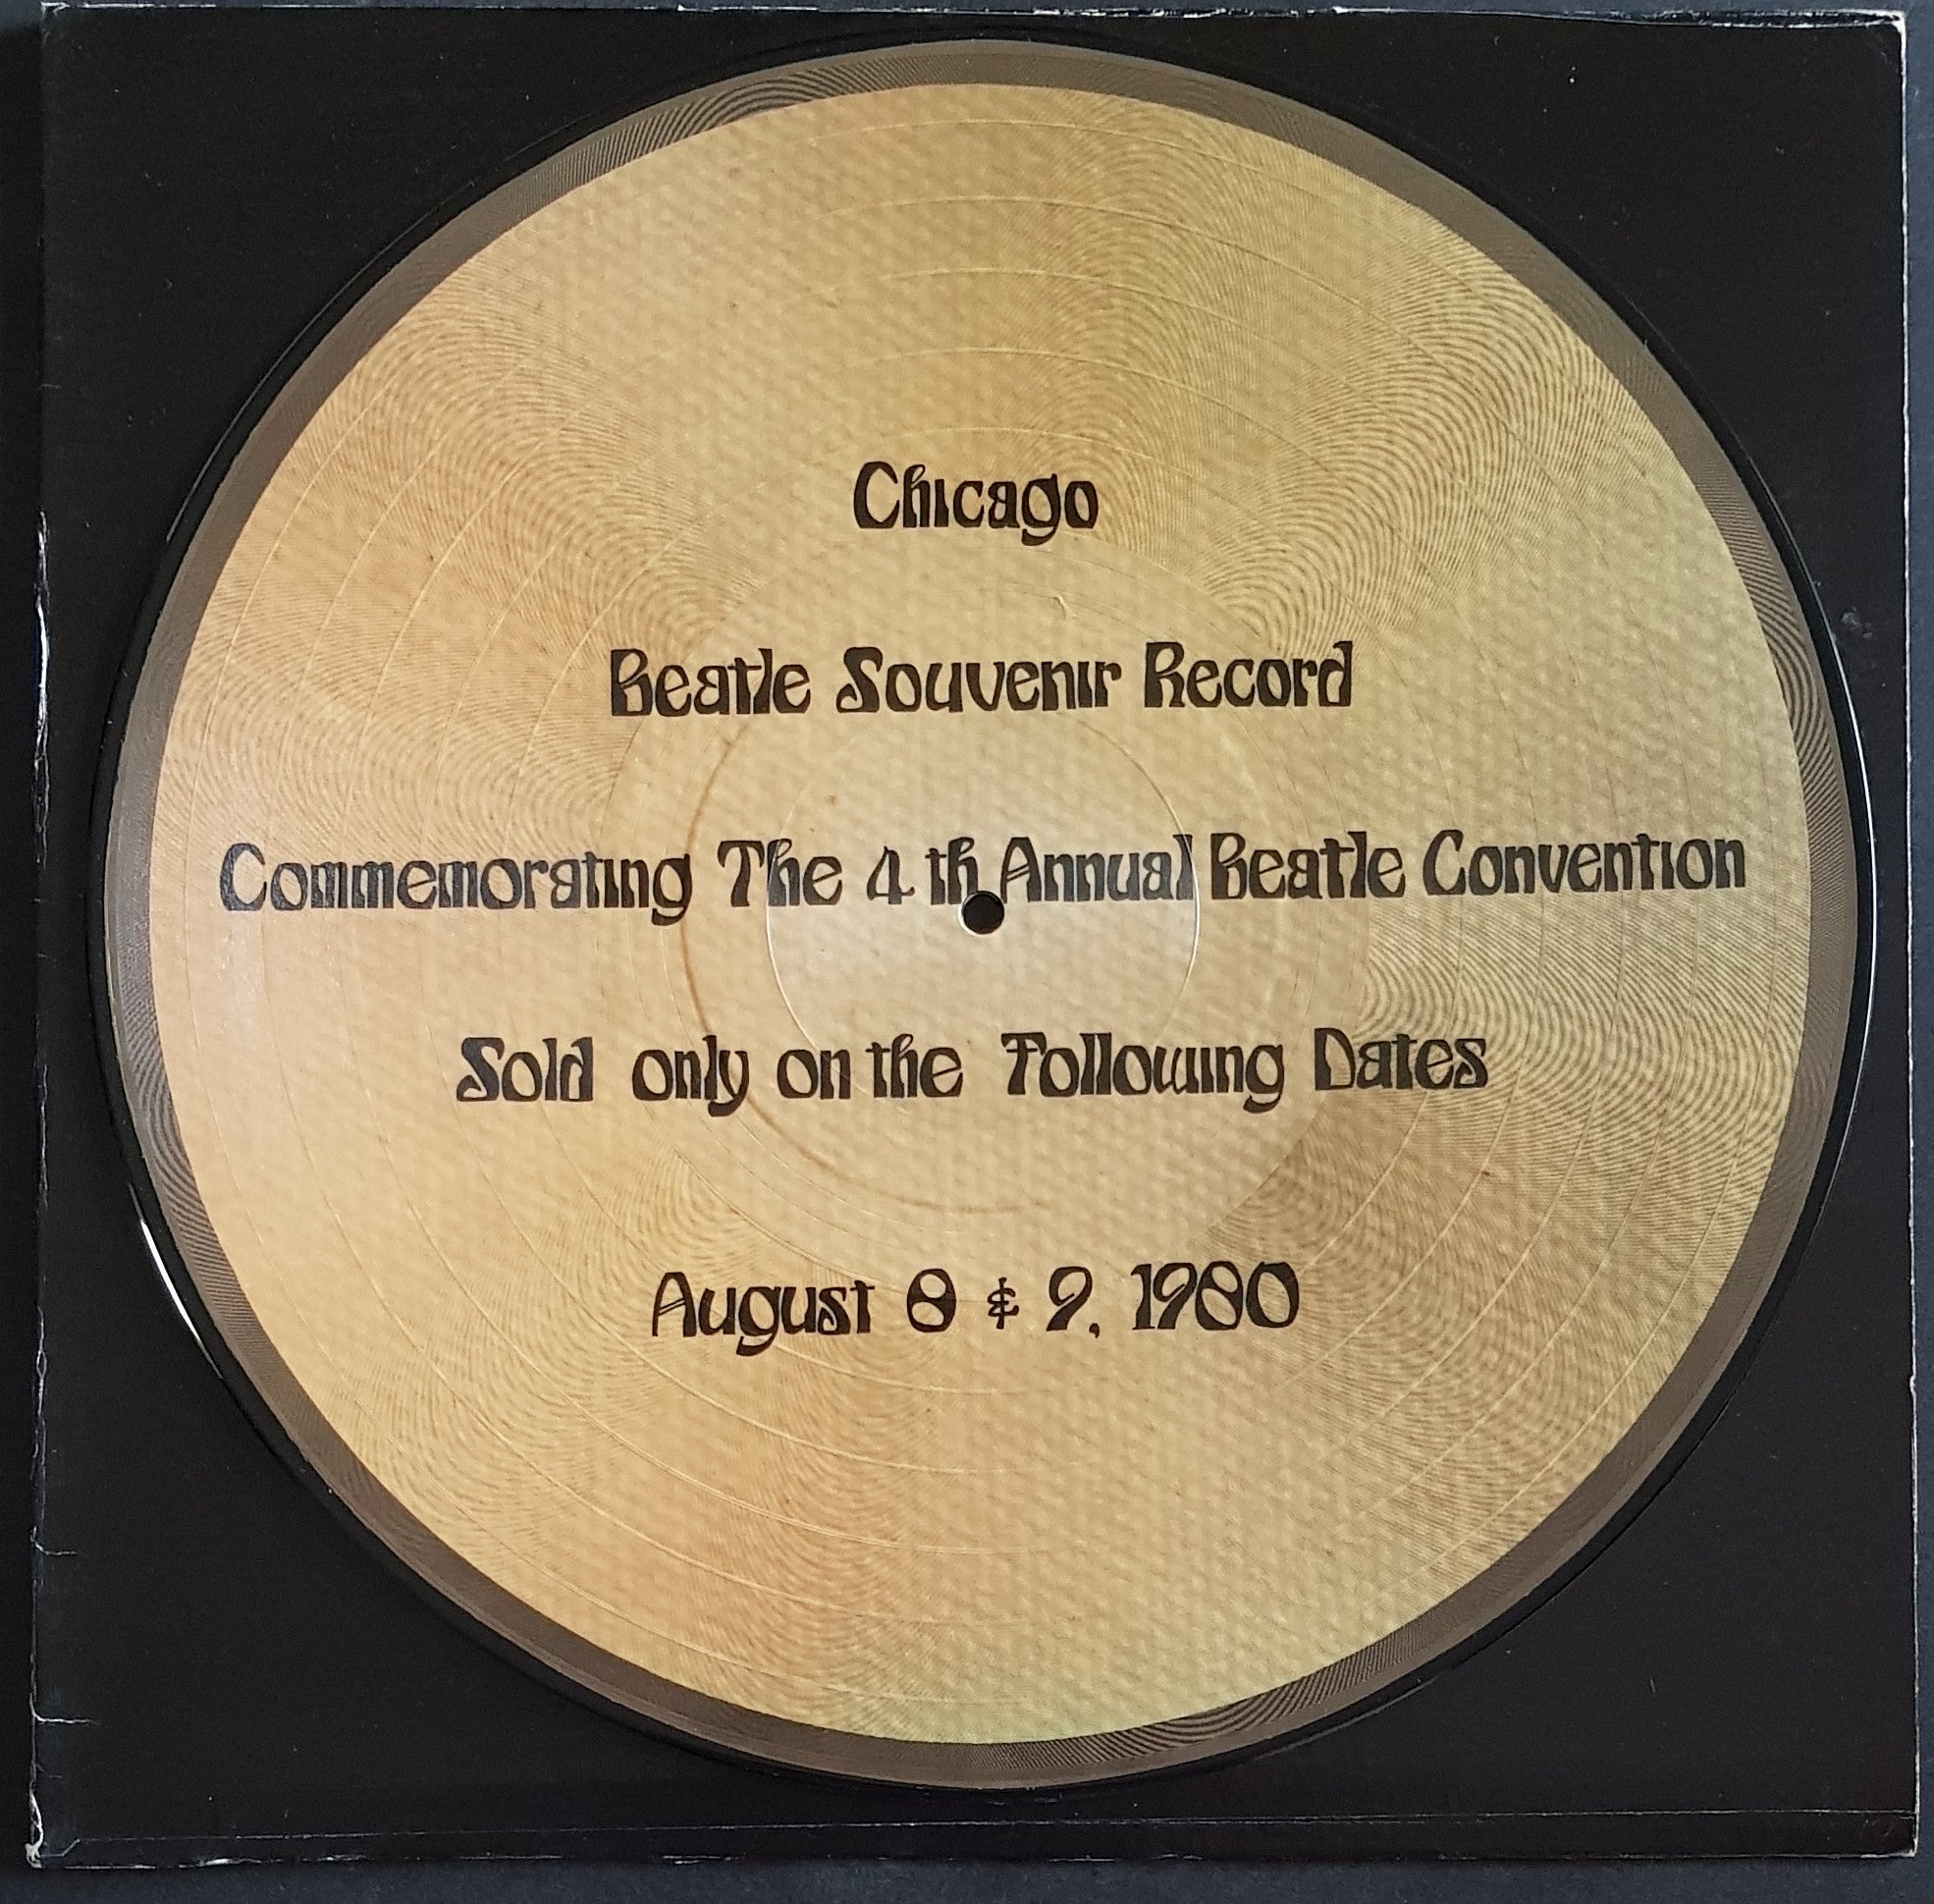 Chicago
Beatle Souvenir Record
Commemorating The 4 th Annual Beatle Convention
Sold only on the Following Dates
August 8 & 9, 1980